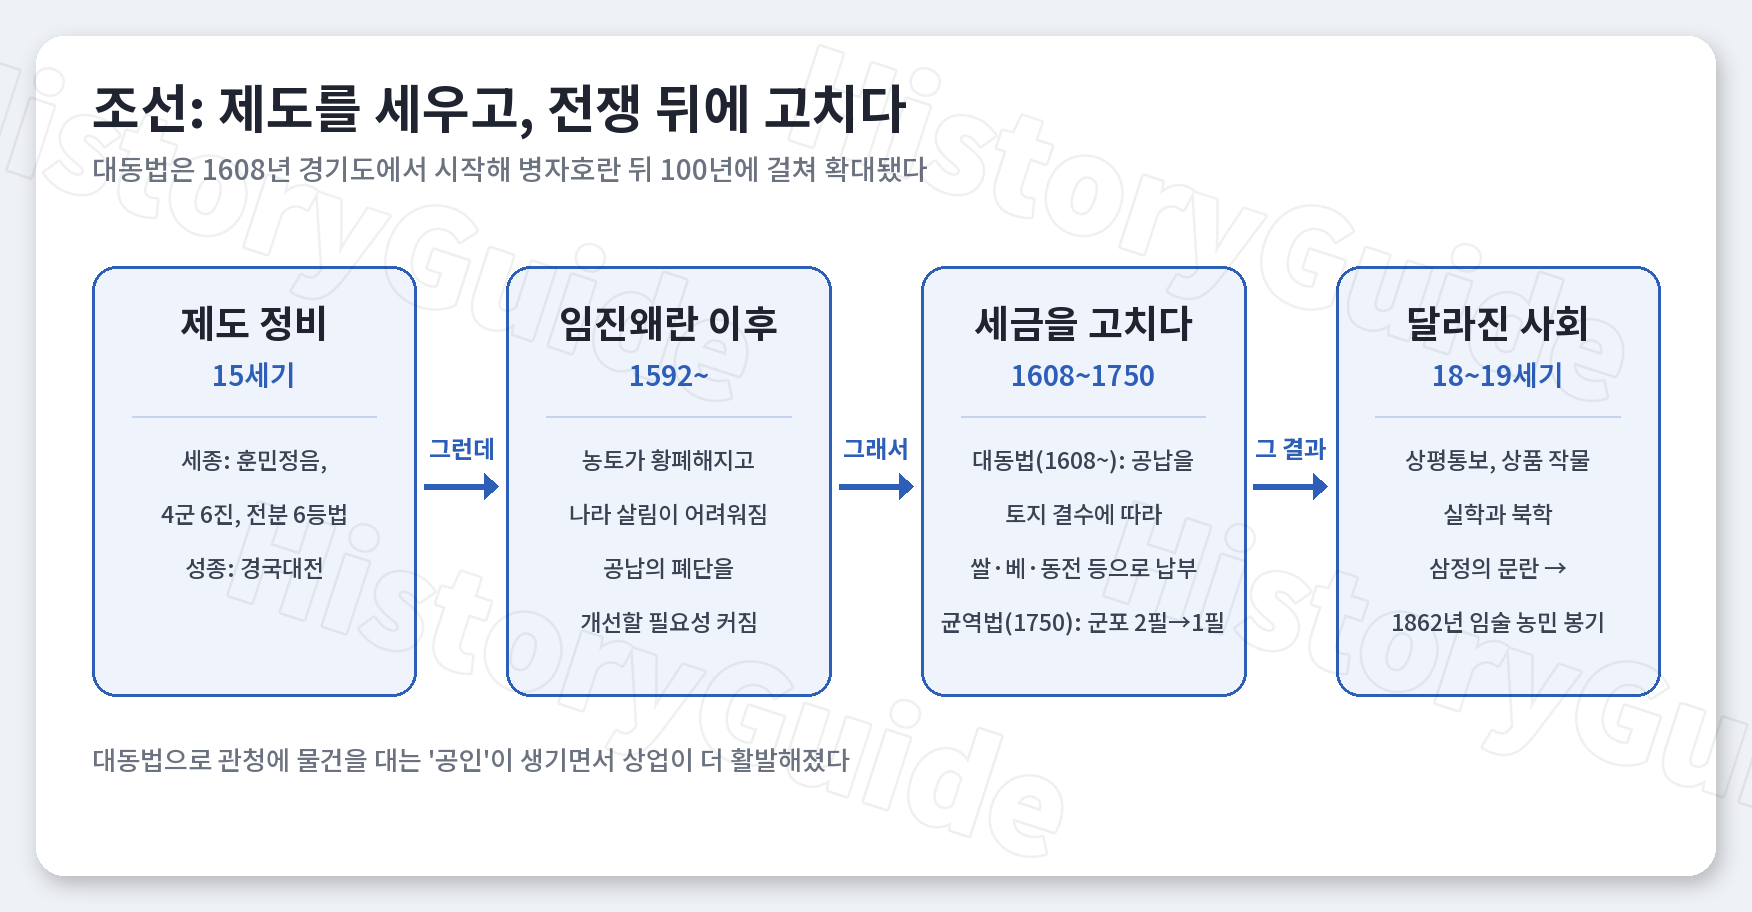 조선: 제도를 세우고, 전쟁 뒤에 고치다
대동법은 1608년 경기도에서 시작해 병자호란 뒤 100년에 걸쳐 확대됐다
제도 정비
15세기
세종: 훈민정음,
4군 6진, 전분 6등법
성종: 경국대전
그런데
임진왜란 이후
1592~
농토가 황폐해지고
나라 살림이 어려워짐
공납의 폐단을
개선할 필요성 커짐
그래서
세금을 고치다
1608~1750
대동법(1608~): 공납을
토지 결수에 따라
쌀·베·동전 등으로 납부
균역법(1750): 군포 2필→1필
그 결과
달라진 사회
18~19세기
상평통보, 상품 작물
실학과 북학
삼정의 문란 →
1862년 임술 농민 봉기
대동법으로 관청에 물건을 대는 '공인'이 생기면서 상업이 더 활발해졌다
HistoryGuide
HistoryGuide
HistoryGuide
HistoryGuide